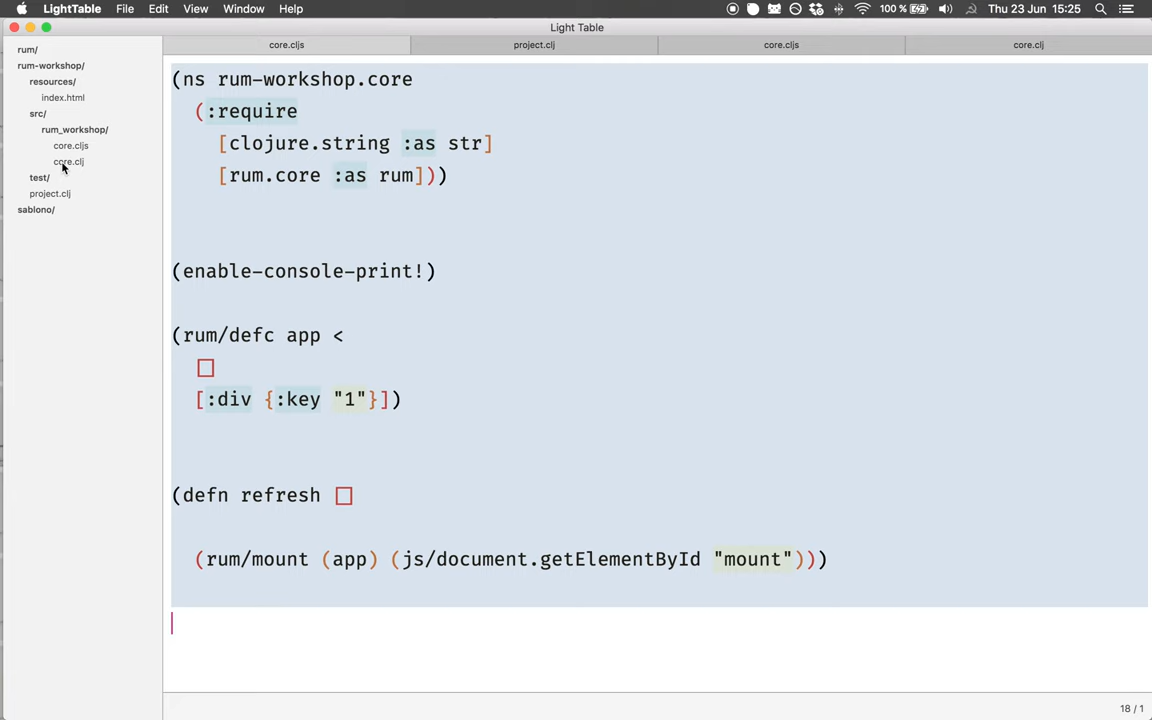 LightTable File Edit View Window Help 100 % Thu 23 Jun 15:25
Light Table
core.cljs project.clj core.cljs core.clj
rum/
rum-workshop/
resources/
index.html
src/
rum_workshop/
core.cljs
core.clj
test/
project.clj
sablono/
(ns rum-workshop.core
(:require
[clojure.string :as str]
[rum.core :as rum]))
(enable-console-print!)
(rum/defc app <
[]
[:div {:key "1"}])
(defn refresh []
(rum/mount (app) (js/document.getElementById "mount")))
18 / 1